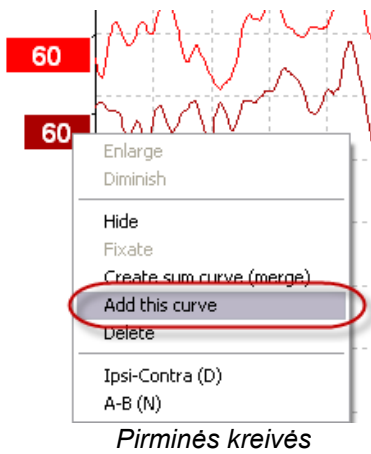 60
60
Enlarge
Diminish
Hide
Fixate
Create sum curve (merge)
Add this curve
Delete
Ipsi-Contra (D)
A-B (N)
Pirminės kreivės